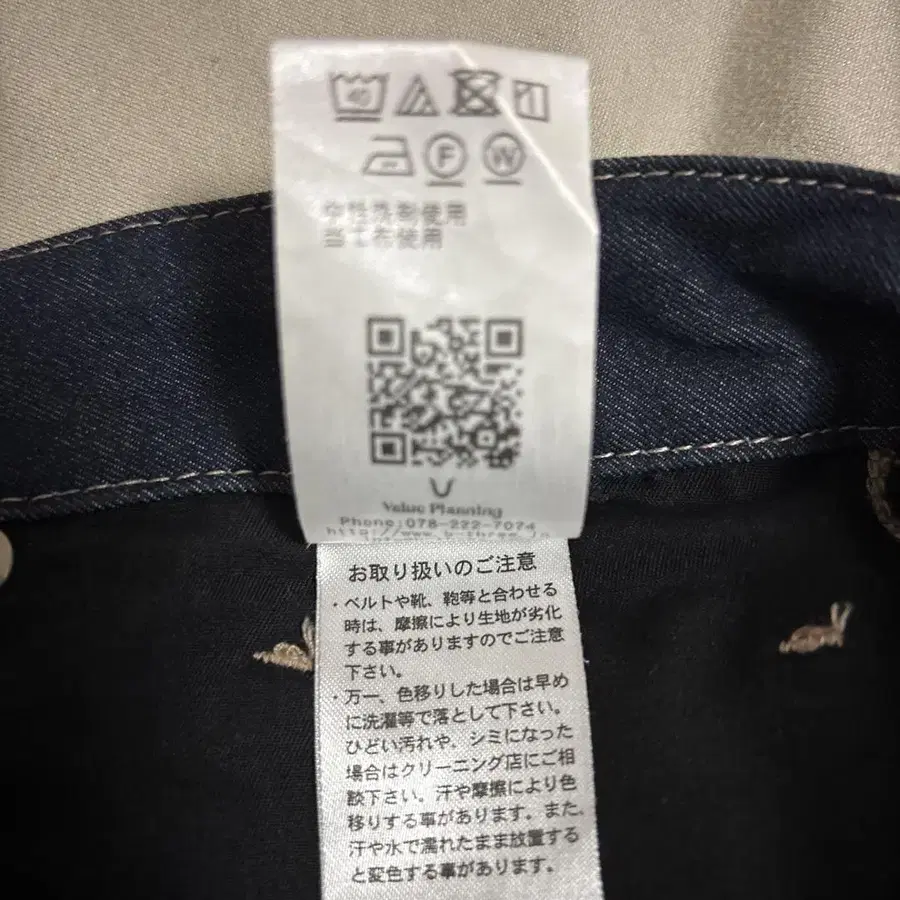 40
F
W
中性洗剤使用
当て布使用
Value Planning
Phone:078-222-7074
お取り扱いのご注意
・ベルトや靴、鞄等と合わせる
時は、摩擦により生地が劣化
する事がありますのでご注意
下さい。
・万一、色移りした場合は早め
に洗濯等で落として下さい。
ひどい汚れや、シミになった
場合はクリーニング店にご相
談下さい。汗や摩擦により色
移りする事があります。また、
汗や水で濡れたまま放置する
と変色する事があります。